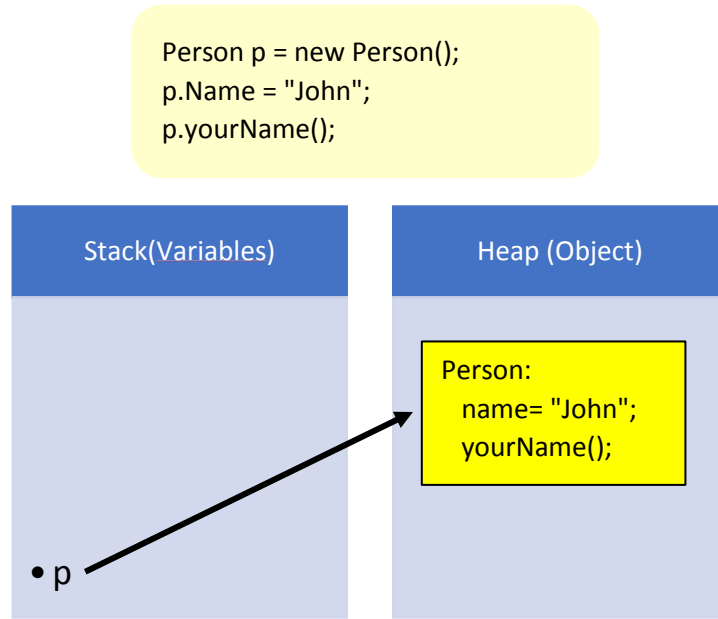 Person p = new Person();
p.Name = "John";
p.yourName();
Stack(Variables)
Heap (Object)
Person:
name= "John";
yourName();
• p